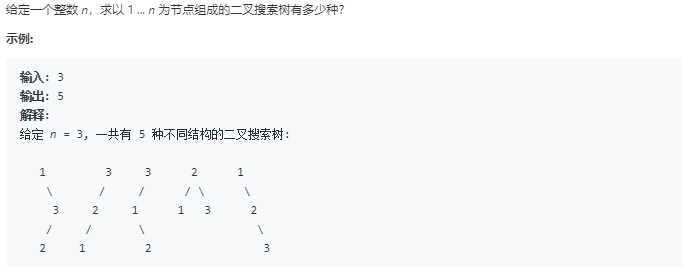 给定一个整数 n，求以 1 ... n 为节点组成的二叉搜索树有多少种？
示例:
输入: 3
输出: 5
解释:
给定 n = 3, 一共有 5 种不同结构的二叉搜索树:
1 3 3 2 1
\ / / / \ \
3 2 1 1 3 2
/ / \ \
2 1 2 3